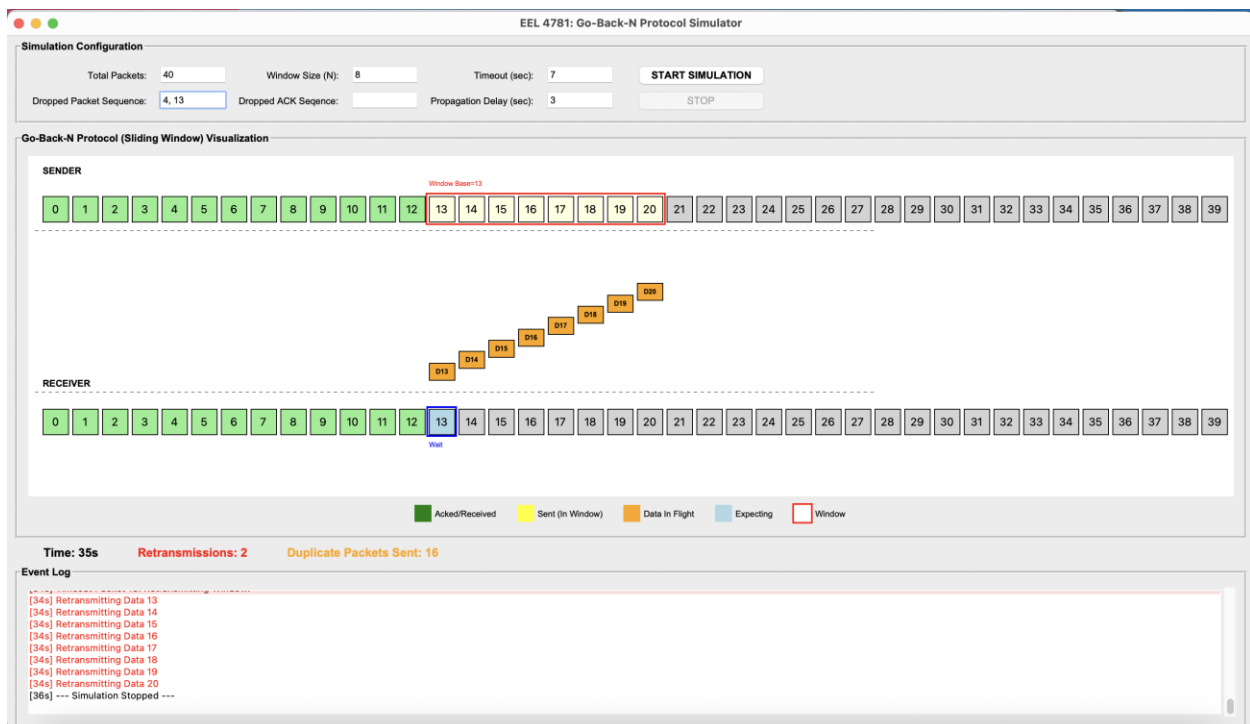 EEL 4781: Go-Back-N Protocol Simulator
Simulation Configuration
Total Packets: 40 Window Size (N): 8 Timeout (sec): 7 START SIMULATION
Dropped Packet Sequence: 4, 13 Dropped ACK Seqence: Propagation Delay (sec): 3 STOP
Go-Back-N Protocol (Sliding Window) Visualization
SENDER
Window Base=13
0 1 2 3 4 5 6 7 8 9 10 11 12 13 14 15 16 17 18 19 20 21 22 23 24 25 26 27 28 29 30 31 32 33 34 35 36 37 38 39
D20
D19
D18
D17
D16
D15
D14
D13
RECEIVER
0 1 2 3 4 5 6 7 8 9 10 11 12 13 14 15 16 17 18 19 20 21 22 23 24 25 26 27 28 29 30 31 32 33 34 35 36 37 38 39
Wait
Acked/Received Sent (In Window) Data In Flight Expecting Window
Time: 35s Retransmissions: 2 Duplicate Packets Sent: 16
Event Log
[34s] Retransmitting Data 13
[34s] Retransmitting Data 14
[34s] Retransmitting Data 15
[34s] Retransmitting Data 16
[34s] Retransmitting Data 17
[34s] Retransmitting Data 18
[34s] Retransmitting Data 19
[34s] Retransmitting Data 20
[36s] --- Simulation Stopped ---